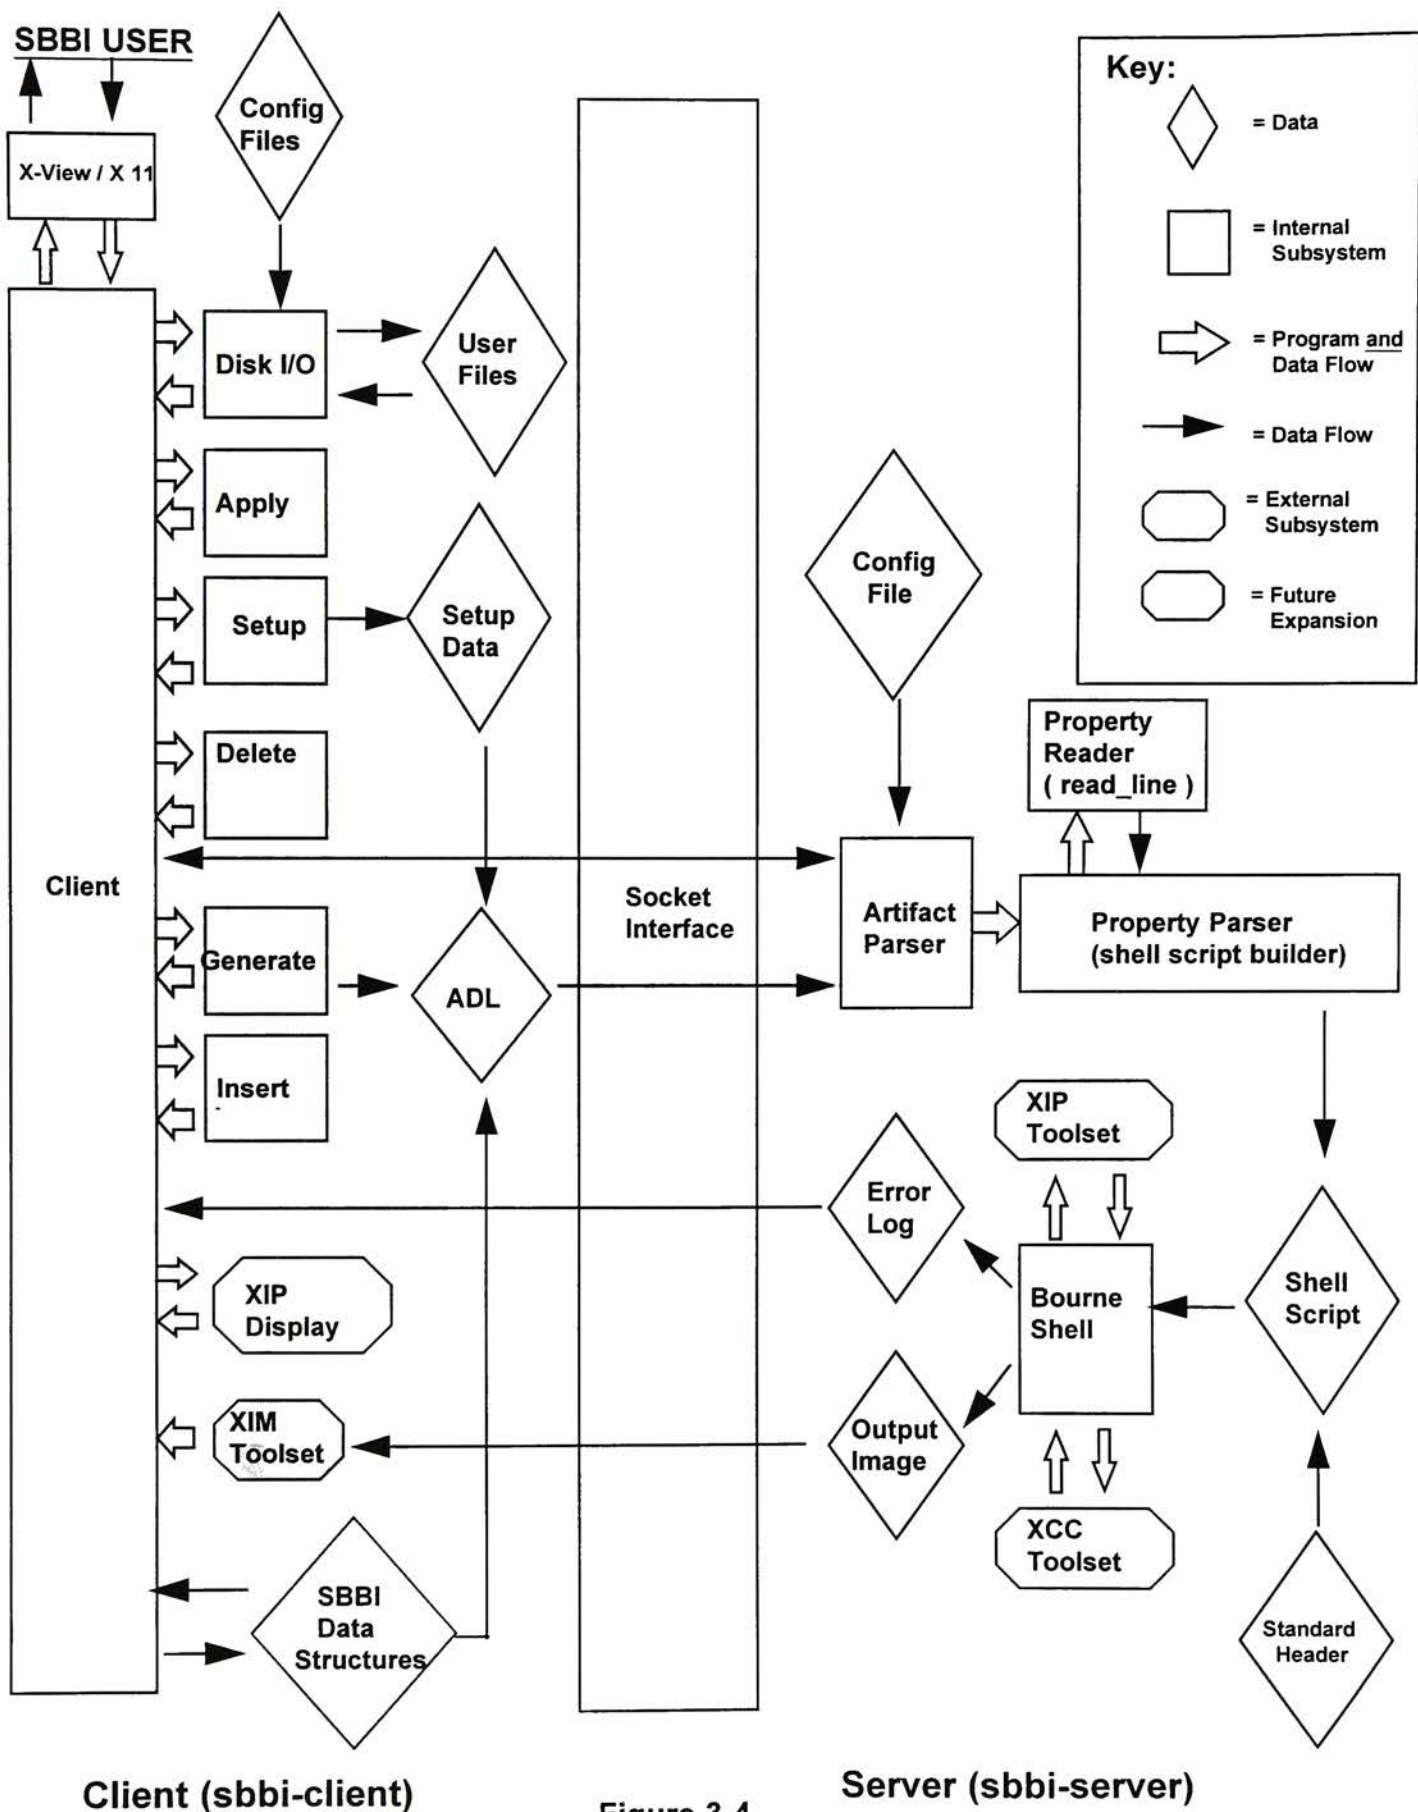 SBBI USER
Config
Files
X-View / X 11
Key:
= Data
= Internal
Subsystem
= Program and
Data Flow
= Data Flow
= External
Subsystem
= Future
Expansion
Disk I/O
User
Files
Apply
Setup
Setup
Data
Config
File
Delete
Property
Reader
( read_line )
Client
Socket
Interface
Artifact
Parser
Property Parser
(shell script builder)
Generate
ADL
Insert
XIP
Toolset
Error
Log
XIP
Display
Bourne
Shell
Shell
Script
XIM
Toolset
Output
Image
XCC
Toolset
SBBI
Data
Structures
Standard
Header
Client (sbbi-client)
Figure 3-4
Server (sbbi-server)